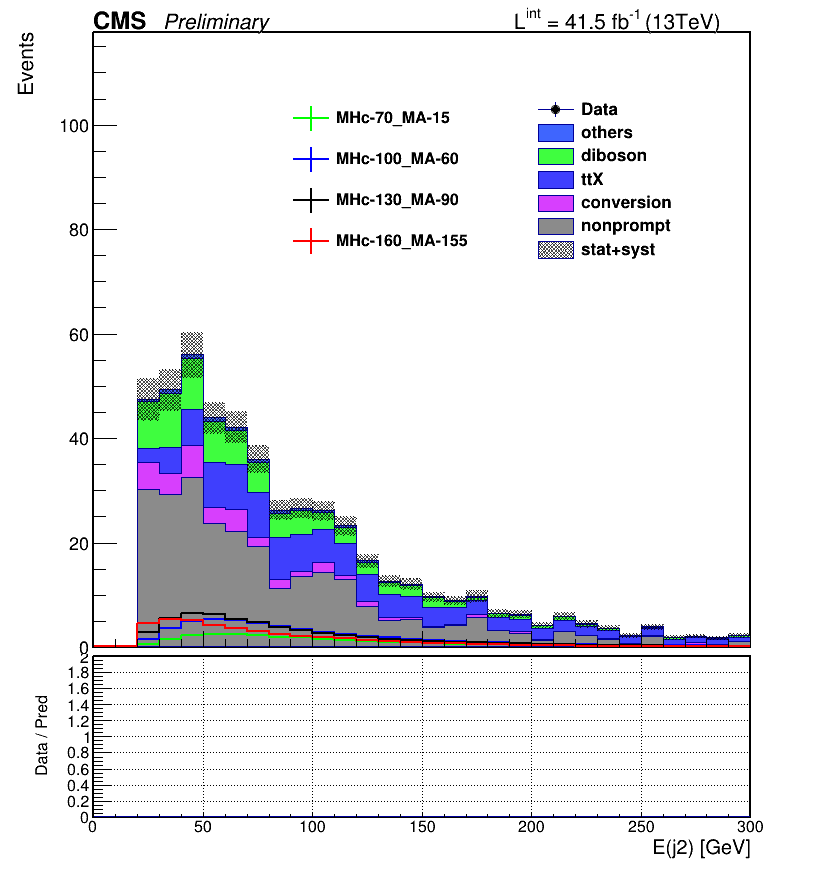 CMS Preliminary L^int = 41.5 fb^-1 (13TeV)
Events
100
80
60
40
20
0
MHc-70_MA-15
MHc-100_MA-60
MHc-130_MA-90
MHc-160_MA-155
Data
others
diboson
ttX
conversion
nonprompt
stat+syst
Data / Pred
2
1.8
1.6
1.4
1.2
1
0.8
0.6
0.4
0.2
0
0 50 100 150 200 250 300
E(j2) [GeV]